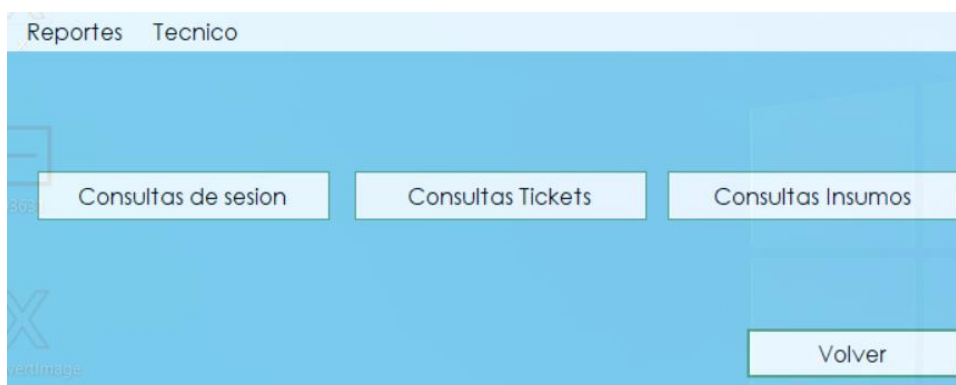 Reportes Tecnico
Consultas de sesion Consultas Tickets Consultas Insumos
Volver